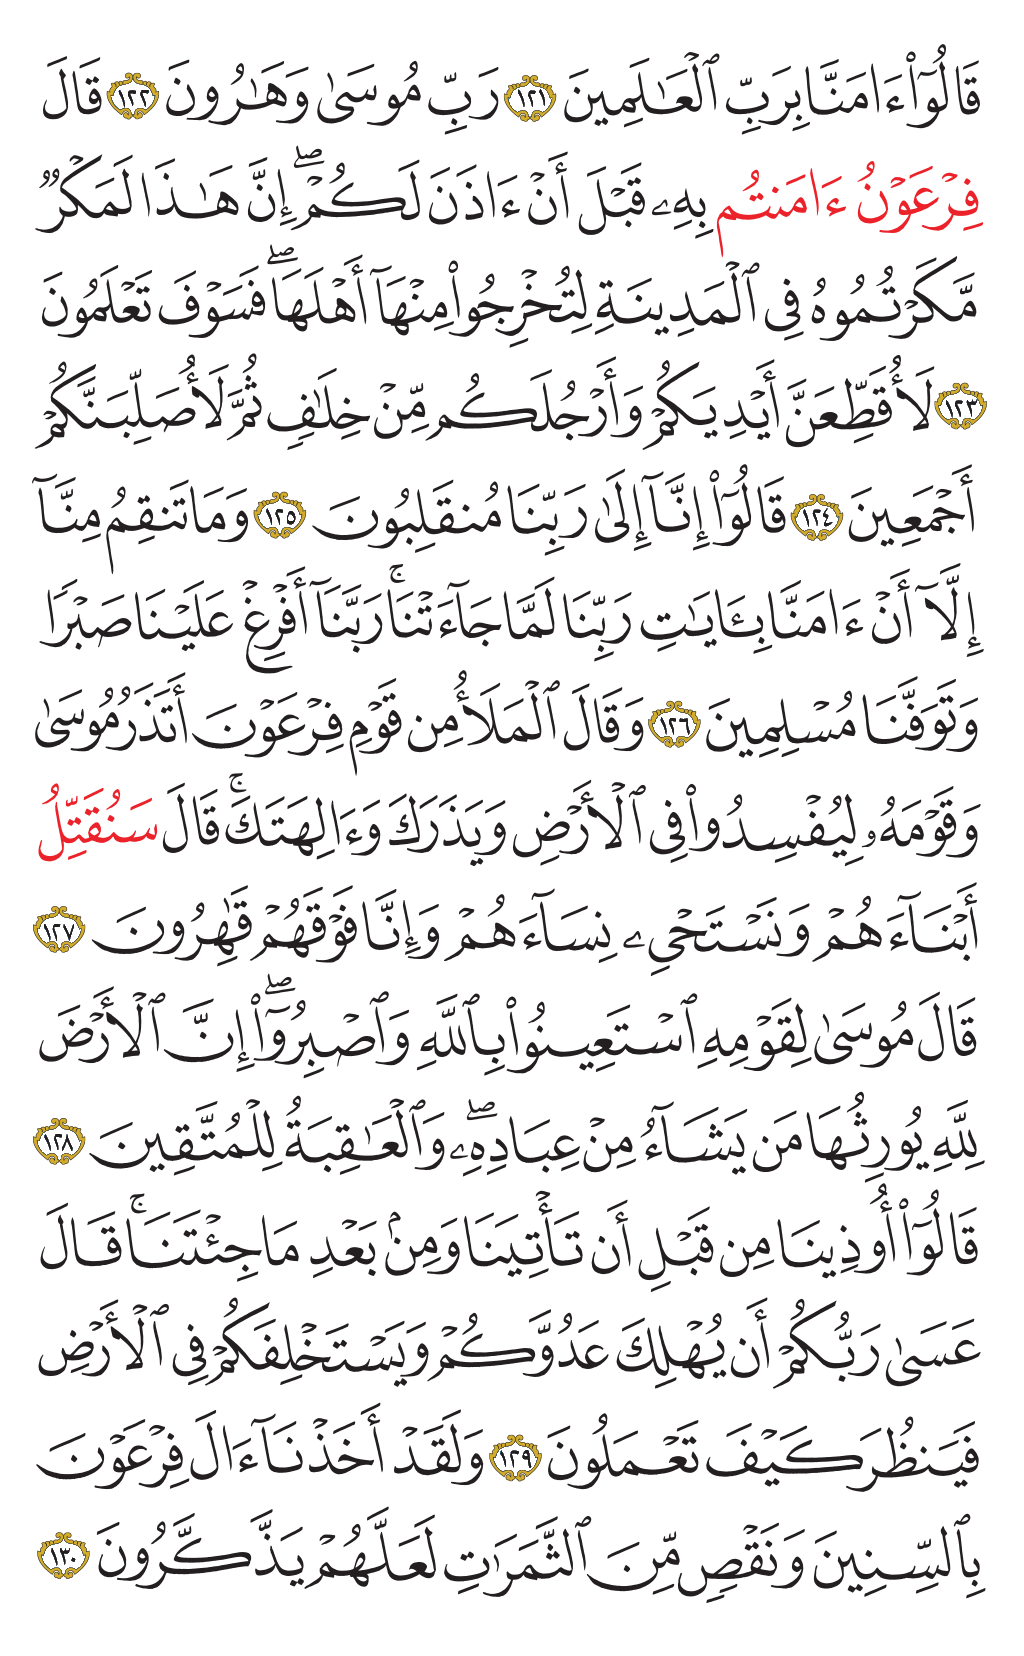 قَالُوٓا۟ ءَامَنَّا بِرَبِّ ٱلْعَـٰلَمِينَ ١٢١ رَبِّ مُوسَىٰ وَهَـٰرُونَ ١٢٢ قَالَ
فِرْعَوْنُ ءَامَنتُم بِهِۦ قَبْلَ أَنْ ءَاذَنَ لَكُمْ ۖ إِنَّ هَـٰذَا لَمَكْرٌ
مَّكَرْتُمُوهُ فِى ٱلْمَدِينَةِ لِتُخْرِجُوا۟ مِنْهَآ أَهْلَهَا ۖ فَسَوْفَ تَعْلَمُونَ
١٢٣ لَأُقَطِّعَنَّ أَيْدِيَكُمْ وَأَرْجُلَكُم مِّنْ خِلَـٰفٍ ثُمَّ لَأُصَلِّبَنَّكُمْ
أَجْمَعِينَ ١٢٤ قَالُوٓا۟ إِنَّآ إِلَىٰ رَبِّنَا مُنقَلِبُونَ ١٢٥ وَمَا تَنقِمُ مِنَّآ
إِلَّآ أَنْ ءَامَنَّا بِـَٔايَـٰتِ رَبِّنَا لَمَّا جَآءَتْنَا ۚ رَبَّنَآ أَفْرِغْ عَلَيْنَا صَبْرًا
وَتَوَفَّنَا مُسْلِمِينَ ١٢٦ وَقَالَ ٱلْمَلَأُ مِن قَوْمِ فِرْعَوْنَ أَتَذَرُ مُوسَىٰ
وَقَوْمَهُۥ لِيُفْسِدُوا۟ فِى ٱلْأَرْضِ وَيَذَرَكَ وَءَالِهَتَكَ ۚ قَالَ سَنُقَتِّلُ
أَبْنَآءَهُمْ وَنَسْتَحْىِۦ نِسَآءَهُمْ وَإِنَّا فَوْقَهُمْ قَـٰهِرُونَ ١٢٧
قَالَ مُوسَىٰ لِقَوْمِهِ ٱسْتَعِينُوا۟ بِٱللَّهِ وَٱصْبِرُوٓا۟ ۖ إِنَّ ٱلْأَرْضَ
لِلَّهِ يُورِثُهَا مَن يَشَآءُ مِنْ عِبَادِهِۦ ۖ وَٱلْعَـٰقِبَةُ لِلْمُتَّقِينَ ١٢٨
قَالُوٓا۟ أُوذِينَا مِن قَبْلِ أَن تَأْتِيَنَا وَمِنۢ بَعْدِ مَا جِئْتَنَا ۚ قَالَ
عَسَىٰ رَبُّكُمْ أَن يُهْلِكَ عَدُوَّكُمْ وَيَسْتَخْلِفَكُمْ فِى ٱلْأَرْضِ
فَيَنظُرَ كَيْفَ تَعْمَلُونَ ١٢٩ وَلَقَدْ أَخَذْنَآ ءَالَ فِرْعَوْنَ
بِٱلسِّنِينَ وَنَقْصٍ مِّنَ ٱلثَّمَرَٰتِ لَعَلَّهُمْ يَذَّكَّرُونَ ١٣٠